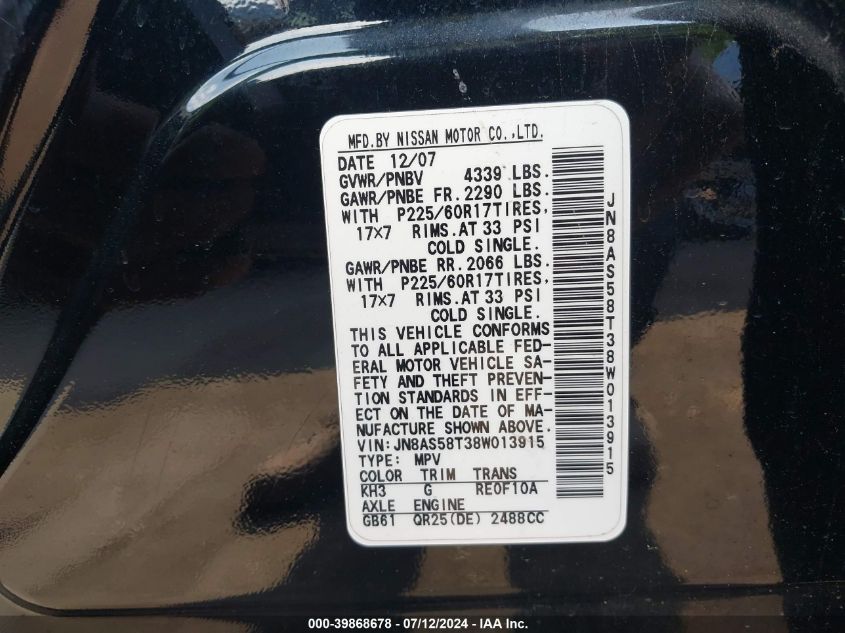 MFD.BY NISSAN MOTOR CO.,LTD.
DATE 12/07
GVWR/PNBV 4339 LBS.
GAWR/PNBE FR.2290 LBS.
WITH P225/60R17TIRES,
17×7 RIMS.AT 33 PSI
COLD SINGLE.
GAWR/PNBE RR.2066 LBS.
WITH P225/60R17TIRES,
17×7 RIMS.AT 33 PSI
COLD SINGLE.
THIS VEHICLE CONFORMS
TO ALL APPLICABLE FED-
ERAL MOTOR VEHICLE SA-
FETY AND THEFT PREVEN-
TION STANDARDS IN EFF-
ECT ON THE DATE OF MA-
NUFACTURE SHOWN ABOVE.
VIN:JN8AS58T38W013915
TYPE: MPV
COLOR TRIM TRANS
KH3 G RE0F10A
AXLE ENGINE
GB61 QR25(DE) 2488CC
JN8AS58T38W013915
000-39868678 - 07/12/2024 - IAA Inc.